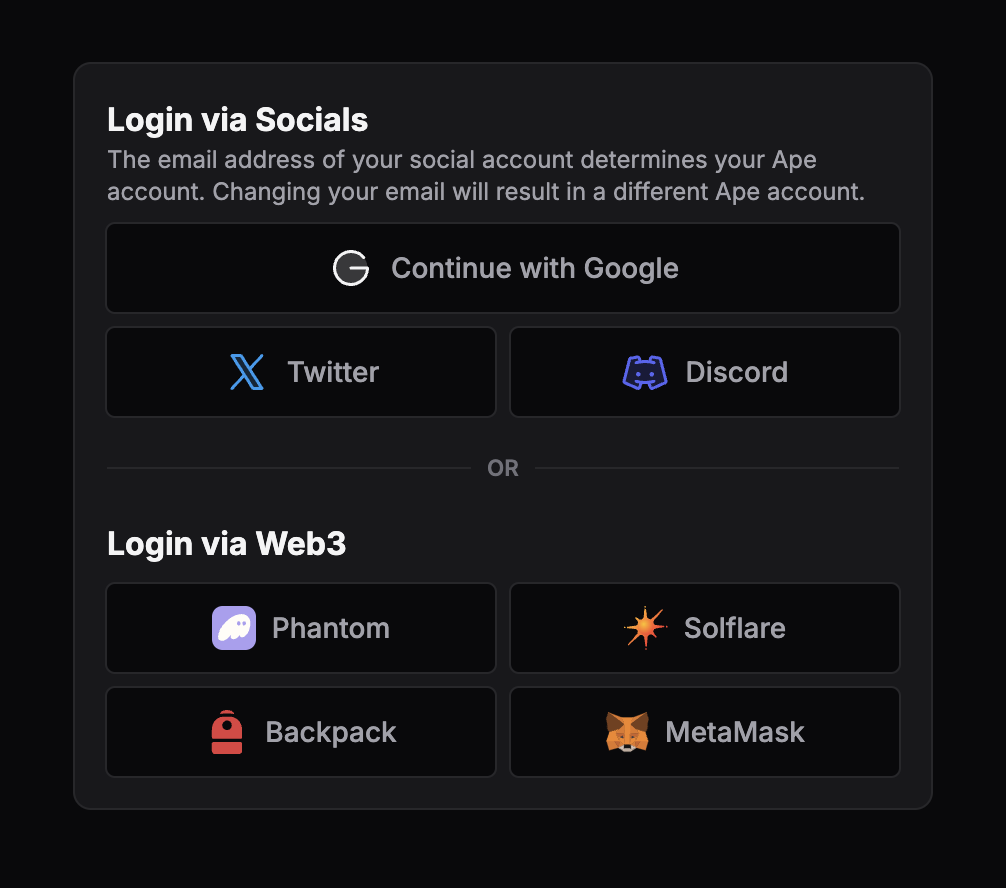 Login via Socials
The email address of your social account determines your Ape
account. Changing your email will result in a different Ape account.
Continue with Google
Twitter
Discord
OR
Login via Web3
Phantom
Solflare
Backpack
MetaMask